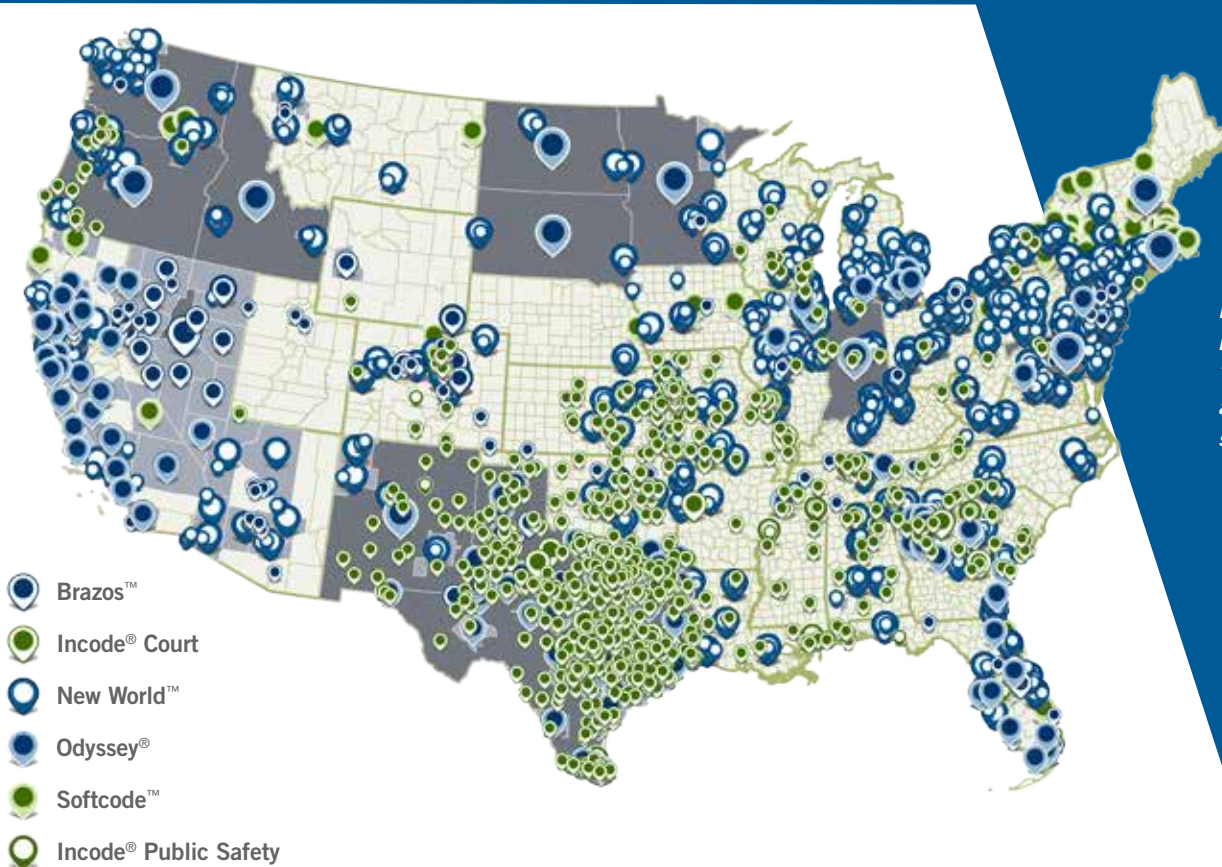 Brazos™
Incode® Court
New World™
Odyssey®
Softcode™
Incode® Public Safety